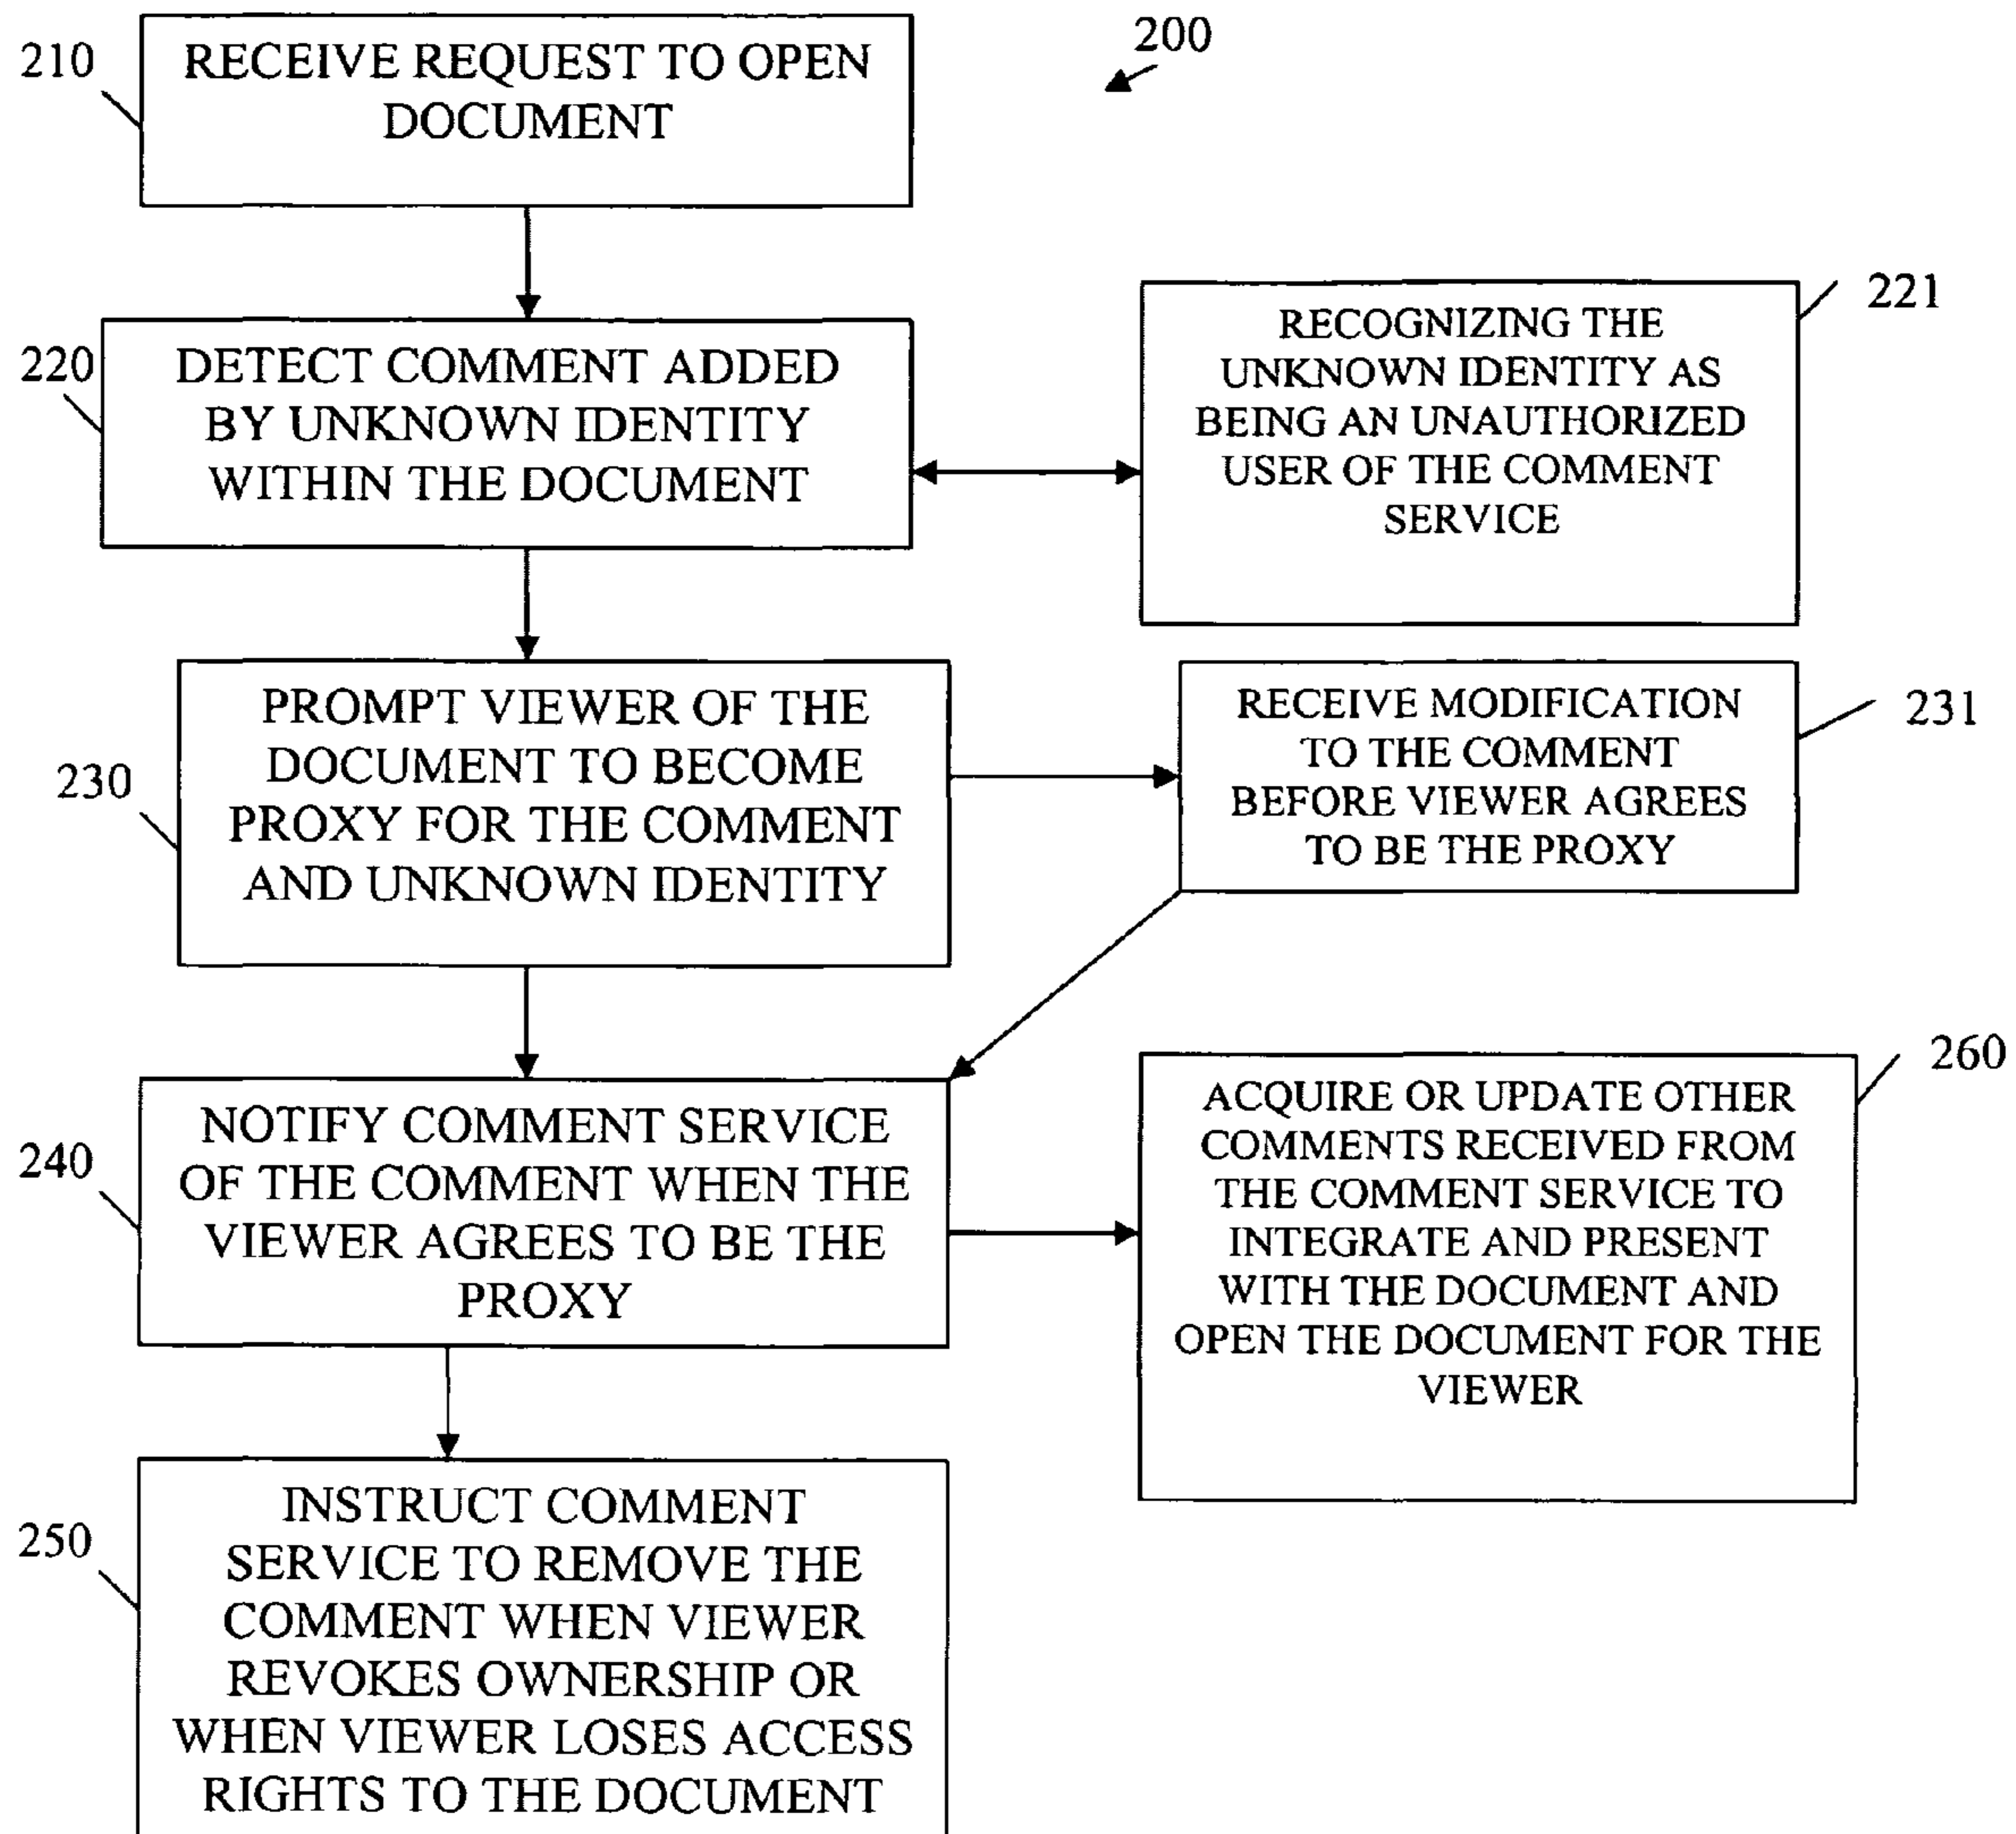 200
210
RECEIVE REQUEST TO OPEN
DOCUMENT
220
DETECT COMMENT ADDED
BY UNKNOWN IDENTITY
WITHIN THE DOCUMENT
221
RECOGNIZING THE
UNKNOWN IDENTITY AS
BEING AN UNAUTHORIZED
USER OF THE COMMENT
SERVICE
230
PROMPT VIEWER OF THE
DOCUMENT TO BECOME
PROXY FOR THE COMMENT
AND UNKNOWN IDENTITY
231
RECEIVE MODIFICATION
TO THE COMMENT
BEFORE VIEWER AGREES
TO BE THE PROXY
240
NOTIFY COMMENT SERVICE
OF THE COMMENT WHEN THE
VIEWER AGREES TO BE THE
PROXY
260
ACQUIRE OR UPDATE OTHER
COMMENTS RECEIVED FROM
THE COMMENT SERVICE TO
INTEGRATE AND PRESENT
WITH THE DOCUMENT AND
OPEN THE DOCUMENT FOR THE
VIEWER
250
INSTRUCT COMMENT
SERVICE TO REMOVE THE
COMMENT WHEN VIEWER
REVOKES OWNERSHIP OR
WHEN VIEWER LOSES ACCESS
RIGHTS TO THE DOCUMENT